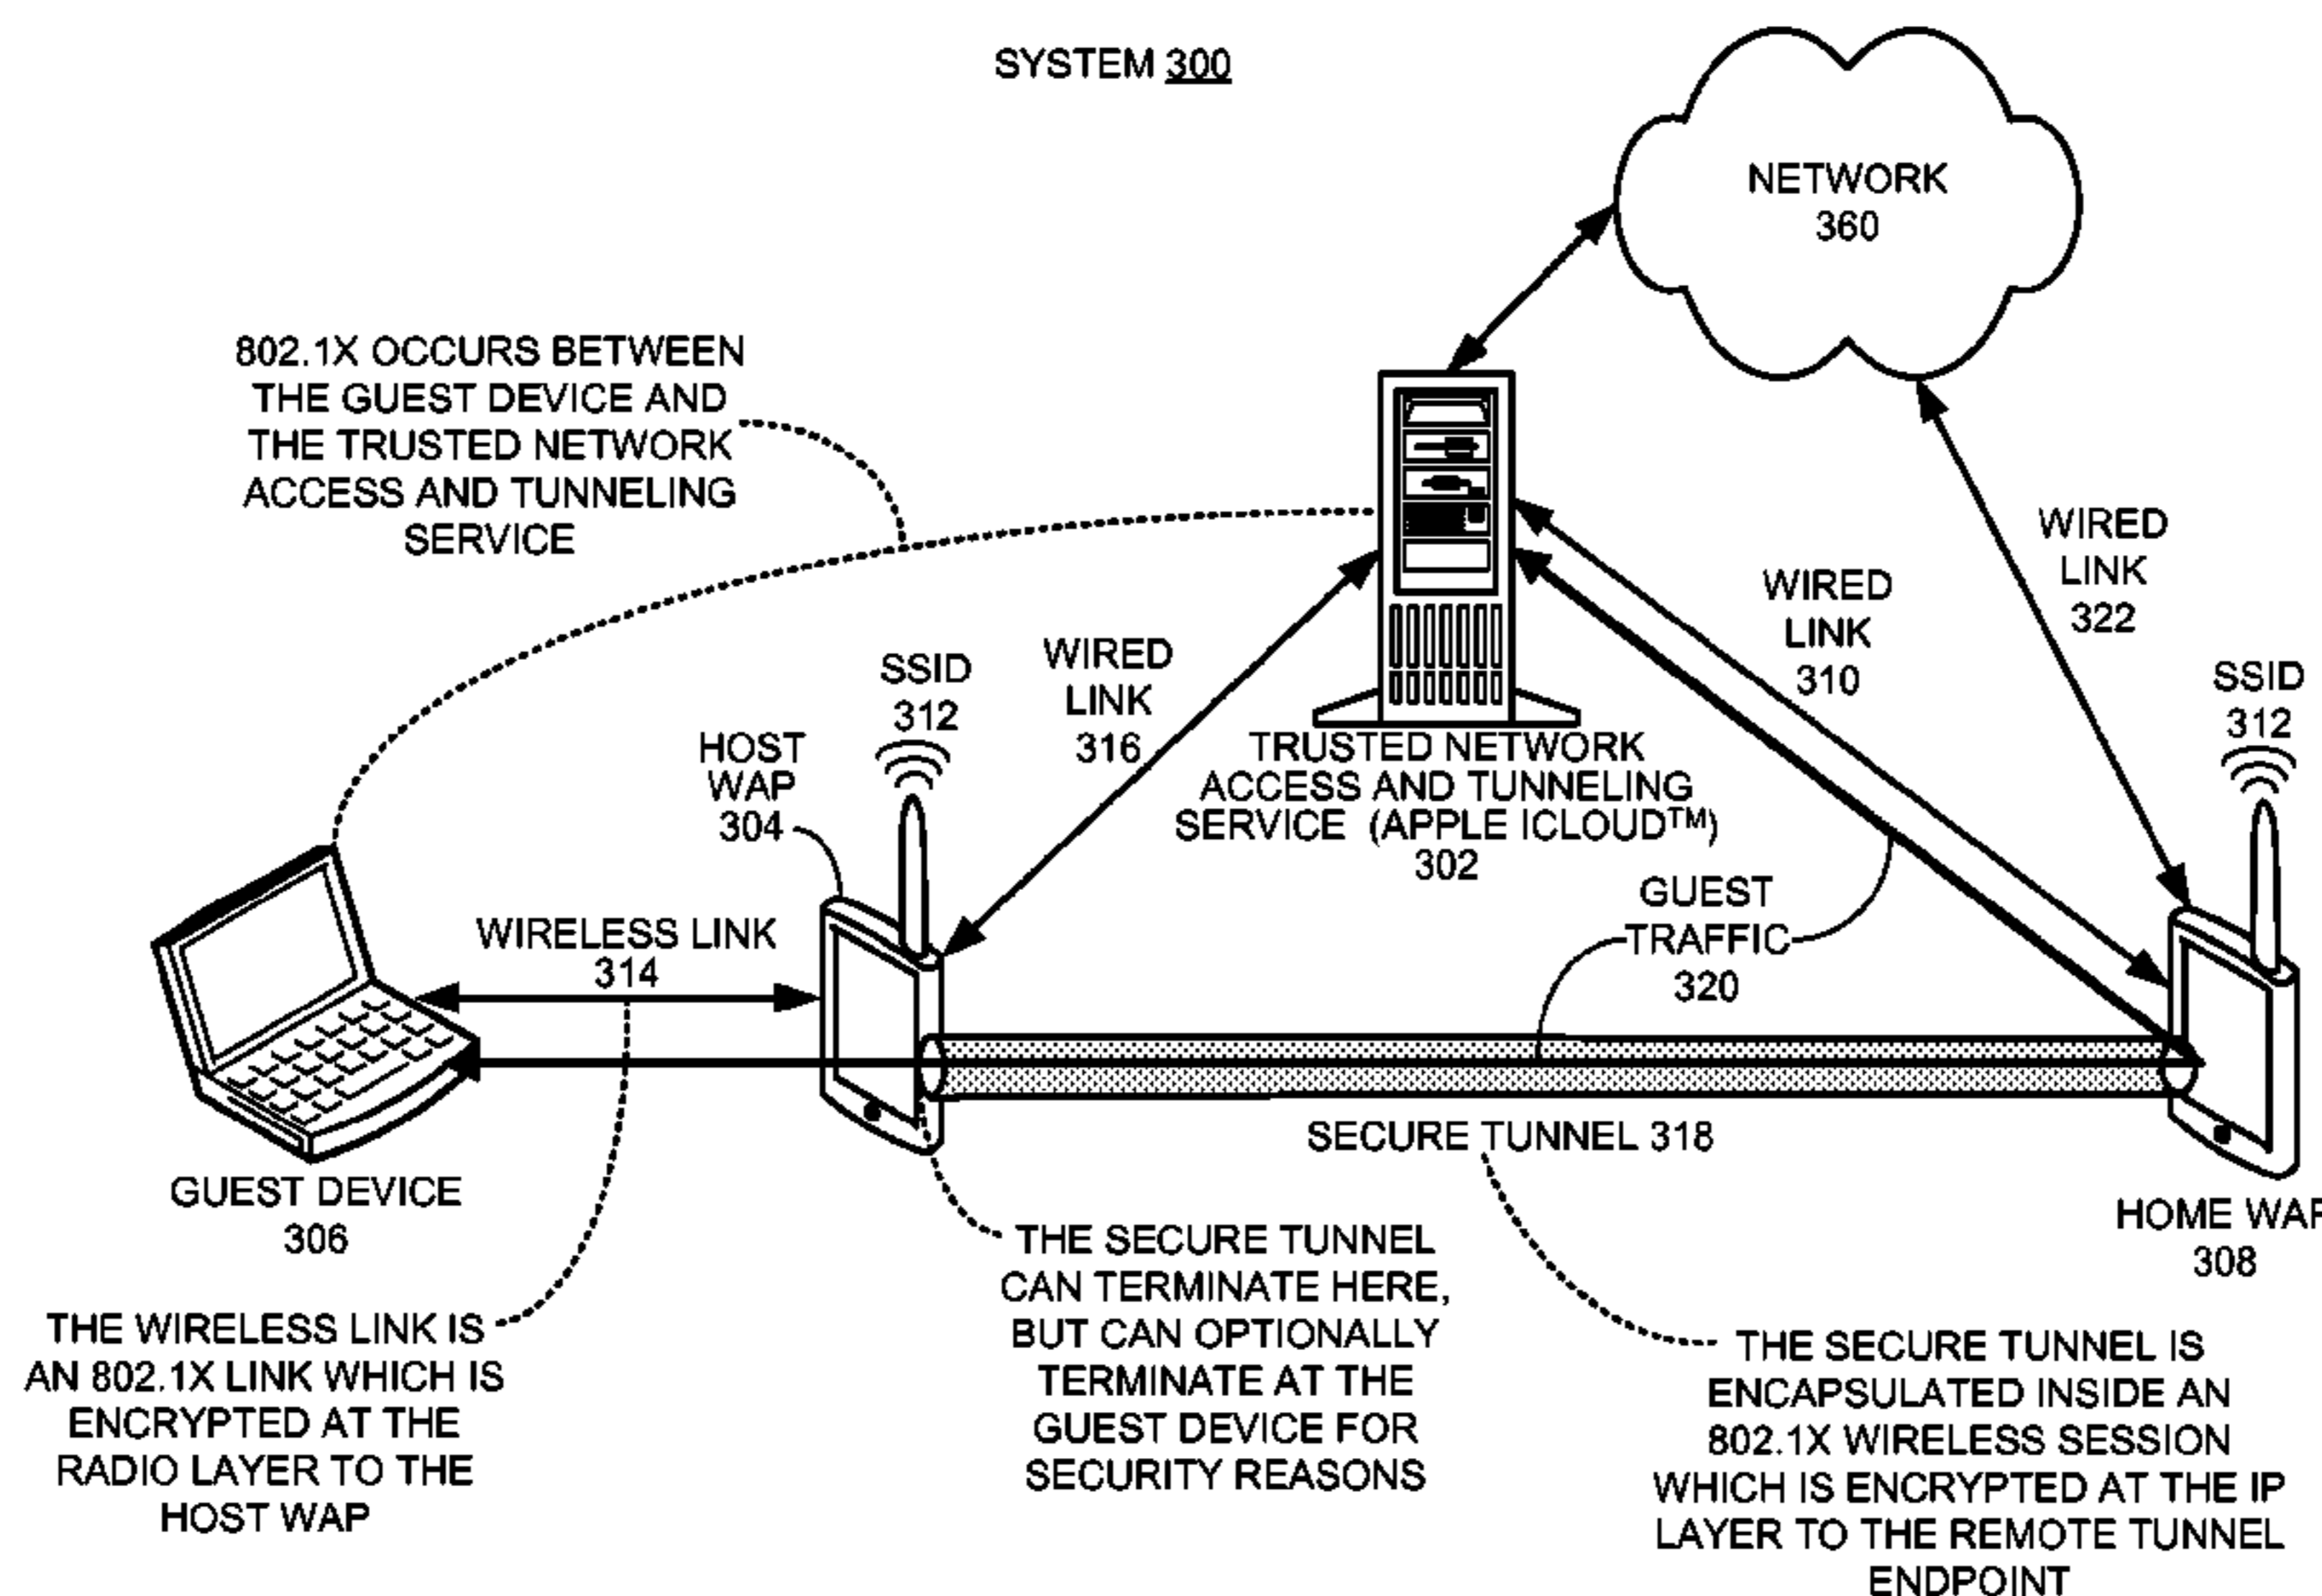 SYSTEM 300
NETWORK
360
802.1X OCCURS BETWEEN
THE GUEST DEVICE AND
THE TRUSTED NETWORK
ACCESS AND TUNNELING
SERVICE
WIRED
LINK
322
WIRED
LINK
310
WIRED
LINK
316
SSID
312
SSID
312
HOST
WAP
304
TRUSTED NETWORK
ACCESS AND TUNNELING
SERVICE (APPLE ICLOUD™)
302
GUEST
TRAFFIC
320
WIRELESS LINK
314
SECURE TUNNEL 318
GUEST DEVICE
306
HOME WAP
308
THE WIRELESS LINK IS
AN 802.1X LINK WHICH IS
ENCRYPTED AT THE
RADIO LAYER TO THE
HOST WAP
THE SECURE TUNNEL
CAN TERMINATE HERE,
BUT CAN OPTIONALLY
TERMINATE AT THE
GUEST DEVICE FOR
SECURITY REASONS
THE SECURE TUNNEL IS
ENCAPSULATED INSIDE AN
802.1X WIRELESS SESSION
WHICH IS ENCRYPTED AT THE IP
LAYER TO THE REMOTE TUNNEL
ENDPOINT